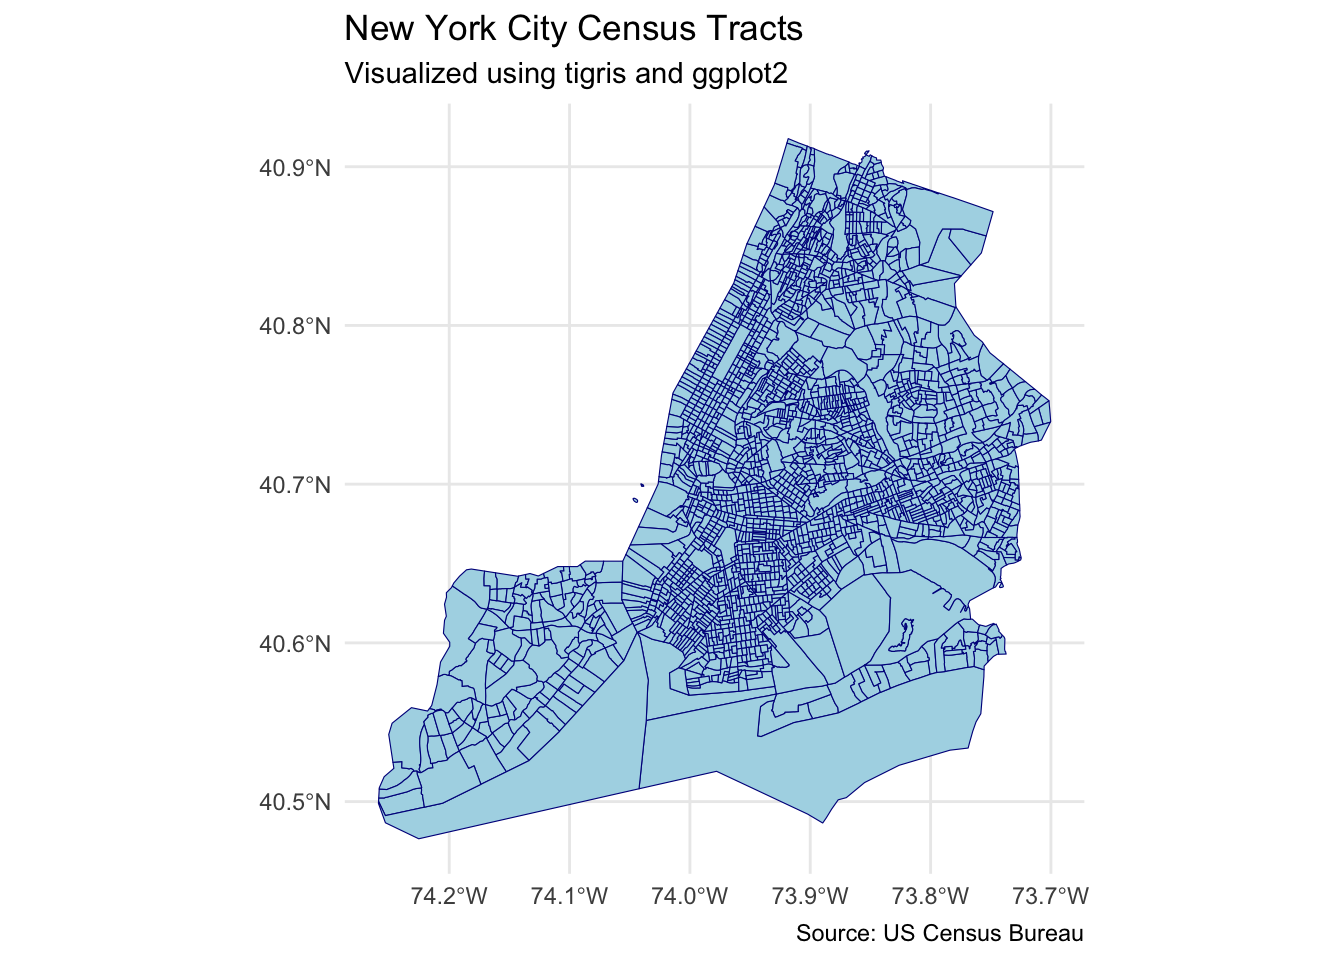 New York City Census Tracts
Visualized using tigris and ggplot2
40.9°N
40.8°N
40.7°N
40.6°N
40.5°N
74.2°W 74.1°W 74.0°W 73.9°W 73.8°W 73.7°W
Source: US Census Bureau